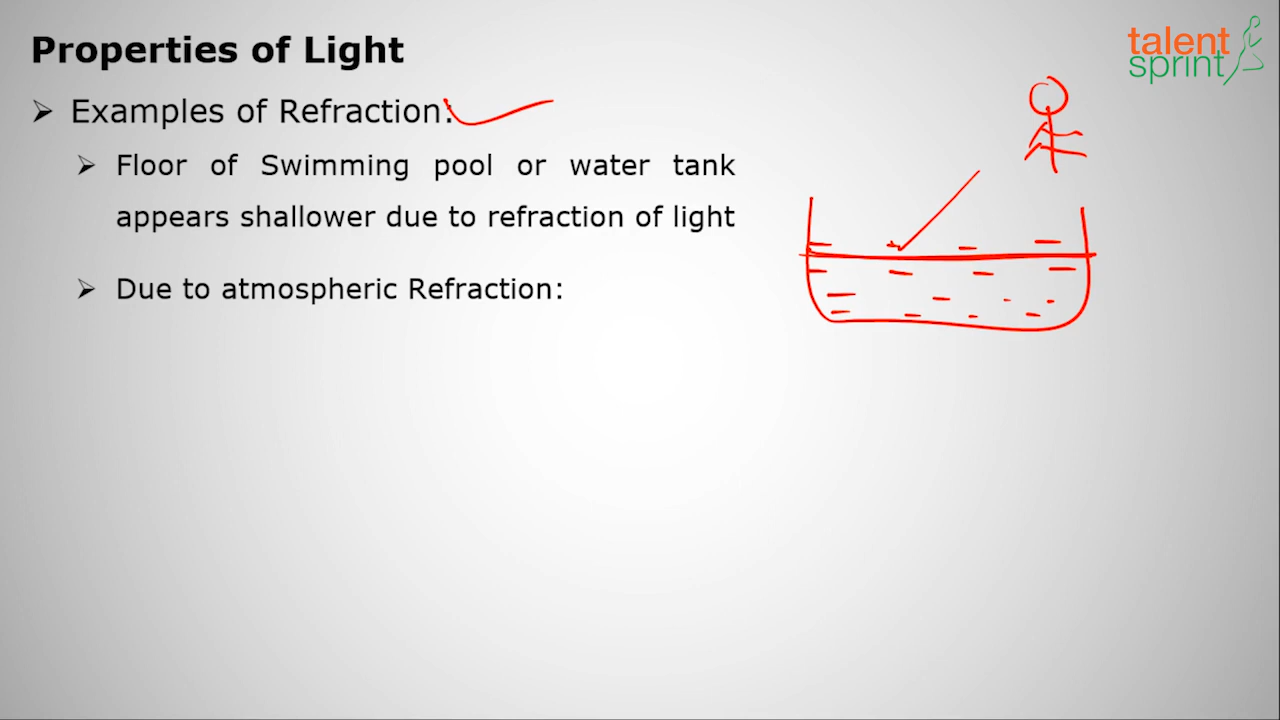 Properties of Light
talent
sprint
➢ Examples of Refraction:
➢ Floor of Swimming pool or water tank
appears shallower due to refraction of light
➢ Due to atmospheric Refraction: